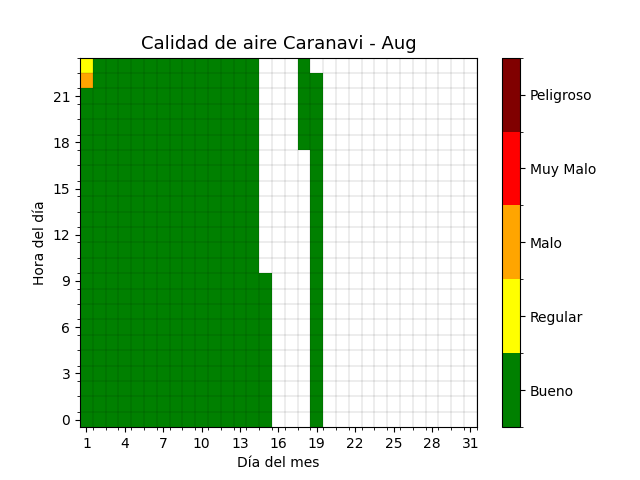 Calidad de aire Caranavi - Aug
Hora del día
21
18
15
12
9
6
3
0
1 4 7 10 13 16 19 22 25 28 31
Día del mes
Peligroso
Muy Malo
Malo
Regular
Bueno